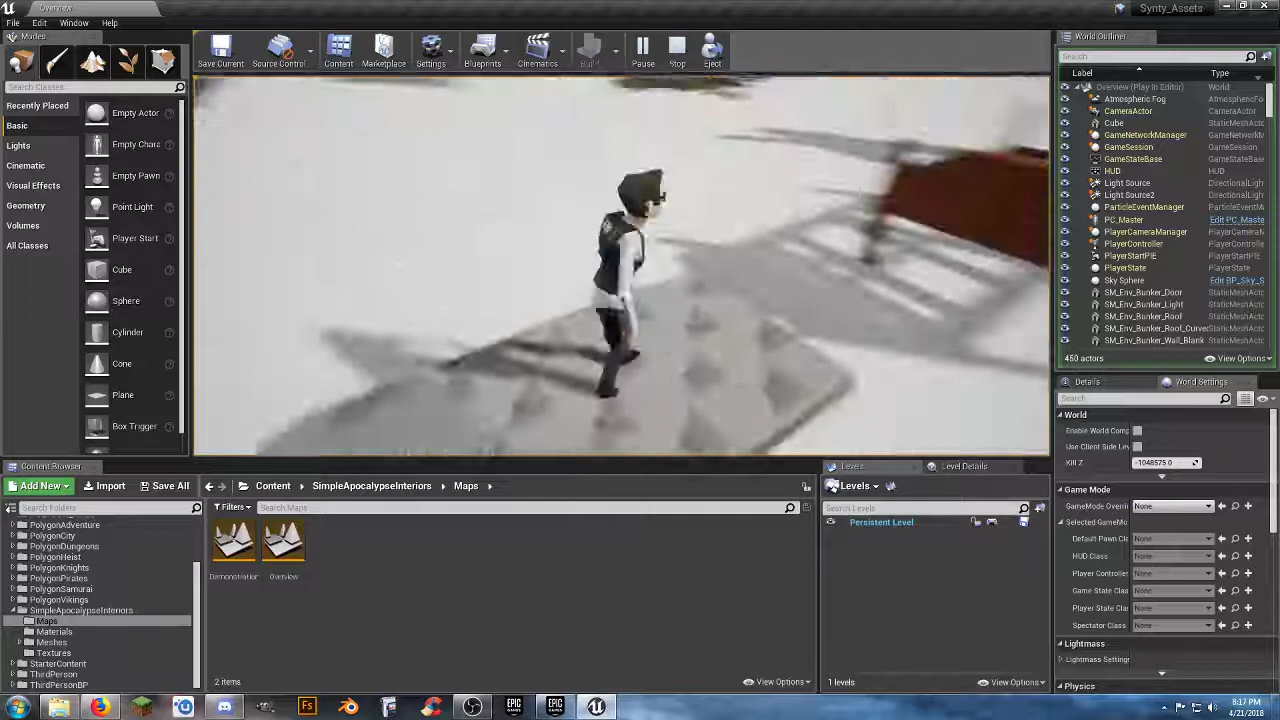 Overview
Synty_Assets
File Edit Window Help
Modes
Search Classes
Recently Placed
Basic
Lights
Cinematic
Visual Effects
Geometry
Volumes
All Classes
Empty Actor
Empty Chara
Empty Pawn
Point Light
Player Start
Cube
Sphere
Cylinder
Cone
Plane
Box Trigger
Save Current Source Control Content Marketplace Settings Blueprints Cinematics Build Pause Stop Eject
World Outliner
Search
Label Type
Overview (Play in Editor) World
Atmospheric Fog AtmosphericFo
CameraActor CameraActor
Cube StaticMeshActo
GameNetworkManager GameNetworkM
GameSession GameSession
GameStateBase GameStateBase
HUD HUD
Light Source DirectionalLigh
Light Source2 DirectionalLigh
ParticleEventManager ParticleEventMa
PC_Master Edit PC_Maste
PlayerCameraManager PlayerCameraM
PlayerController PlayerControlle
PlayerStartPIE PlayerStartPIE
PlayerState PlayerState
Sky Sphere Edit BP_Sky_S
SM_Env_Bunker_Door StaticMeshActo
SM_Env_Bunker_Light StaticMeshActo
SM_Env_Bunker_Roof StaticMeshActo
SM_Env_Bunker_Roof_Curve StaticMeshActo
SM_Env_Bunker_Wall_Blank StaticMeshActo
450 actors View Options
Details World Settings
Search
World
Enable World Comp
Use Client Side Lev
Kill Z -1048575.0
Game Mode
GameMode Overri None
Selected GameMo
Default Pawn Cla None
HUD Class None
Player Controller None
Game State Clas None
Player State Clas None
Spectator Class None
Lightmass
Lightmass Settings
Physics
Content Browser
Add New Import Save All Content SimpleApocalypseInteriors Maps
Search Folders
Filters Search Maps
PolygonAdventure
PolygonCity
PolygonDungeons
PolygonHeist
PolygonKnights
PolygonPirates
PolygonSamurai
PolygonVikings
SimpleApocalypseInteriors
Maps
Materials
Meshes
Textures
StarterContent
ThirdPerson
ThirdPersonBP
Demonstration Overview
2 items View Options
Levels Level Details
Levels
Search Levels
Persistent Level
1 levels View Options
Fs
EPIC GAMES
EPIC GAMES
8:17 PM
4/21/2018